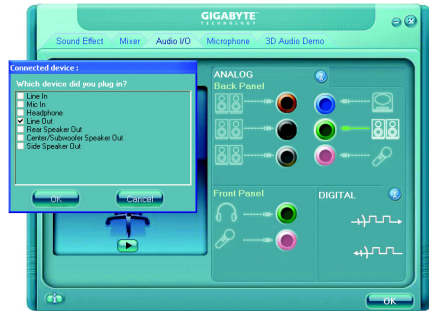 GIGABYTE
TECHNOLOGY
Sound Effect Mixer Audio I/O Microphone 3D Audio Demo
Connected device :
Which device did you plug in?
Line In
Mic In
Headphone
Line Out
Rear Speaker Out
Center/Subwoofer Speaker Out
Side Speaker Out
OK Cancel
ANALOG
Back Panel
Front Panel
DIGITAL
OK